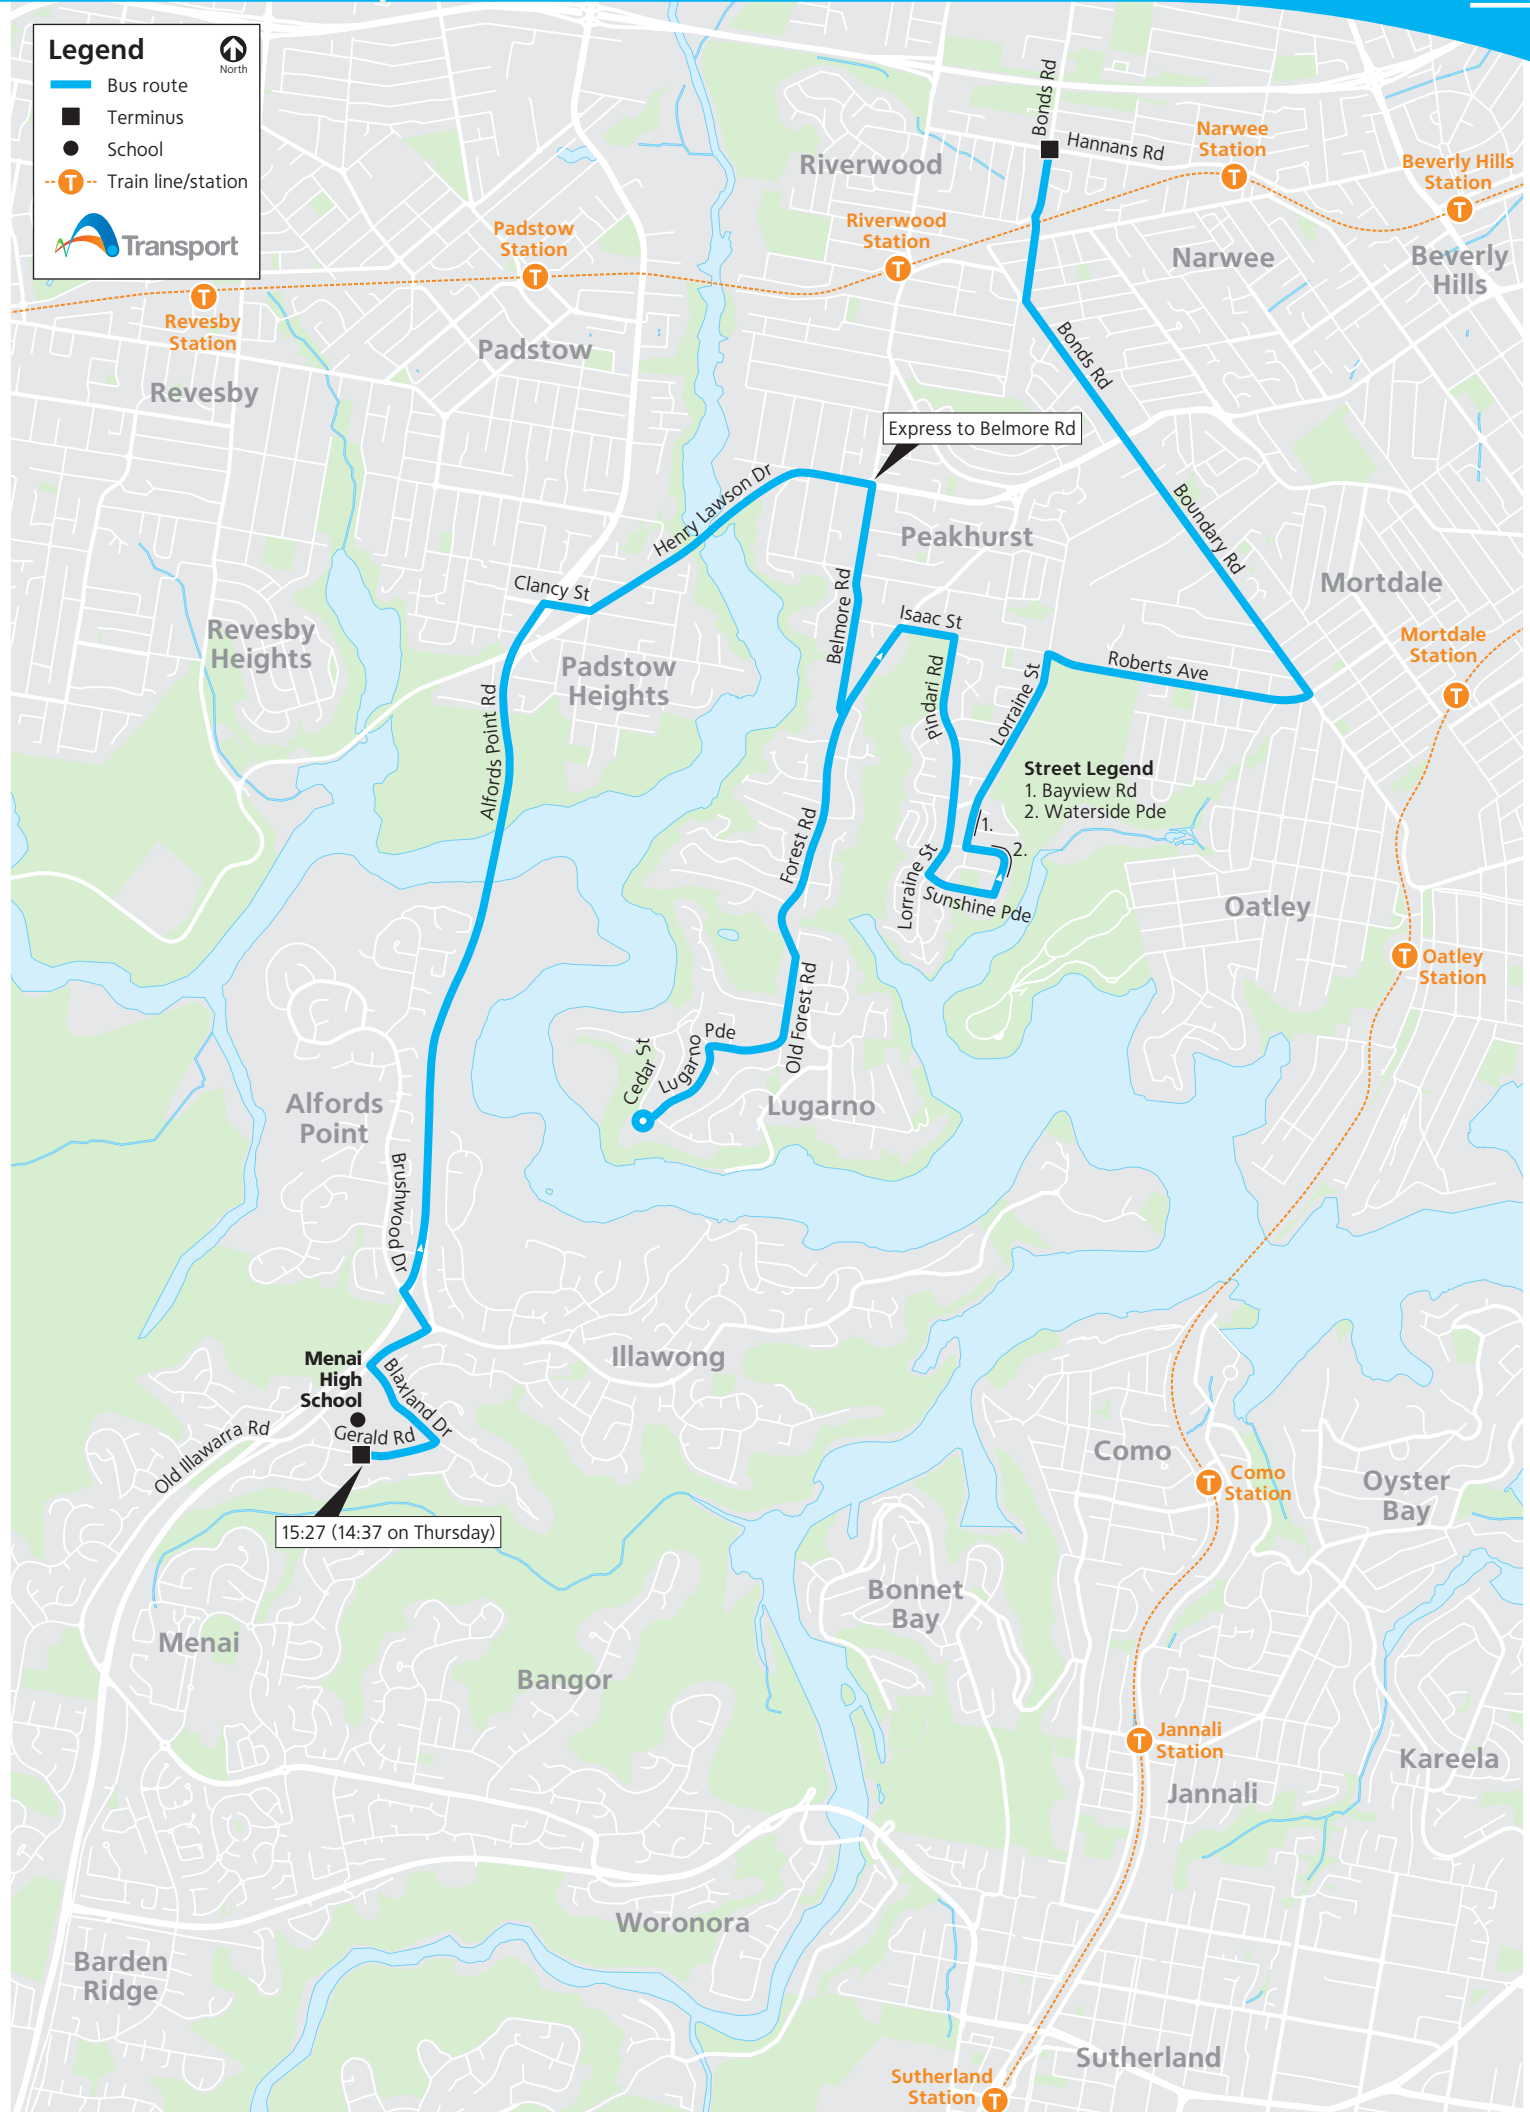 Legend
North
Bus route
Terminus
School
T
Train line/station
Transport
Bonds Rd
Hannans Rd
Narwee
Station
T
Beverly Hills
Station
T
Riverwood
Riverwood
Station
T
Padstow
Station
T
Narwee
Beverly
Hills
T
Revesby
Station
Padstow
Revesby
Bonds Rd
Express to Belmore Rd
Henry Lawson Dr
Peakhurst
Boundary Rd
Clancy St
Mortdale
Belmore Rd
Isaac St
Revesby
Heights
Padstow
Heights
Mortdale
Station
T
Roberts Ave
Pindari Rd
Lorraine St
Alfords Point Rd
Street Legend
1. Bayview Rd
2. Waterside Pde
1.
2.
Forest Rd
Lorraine St
Sunshine Pde
Oatley
T
Oatley
Station
Old Forest Rd
Pde
Lugarno
Cedar St
Lugarno
Alfords
Point
Brushwood Dr
Menai
High
School
Blaxland Dr
Illawong
Gerald Rd
Old Illawarra Rd
15:27 (14:37 on Thursday)
Como
T
Como
Station
Oyster
Bay
Bonnet
Bay
Menai
Bangor
T
Jannali
Station
Jannali
Kareela
Woronora
Barden
Ridge
Sutherland
Sutherland
Station
T